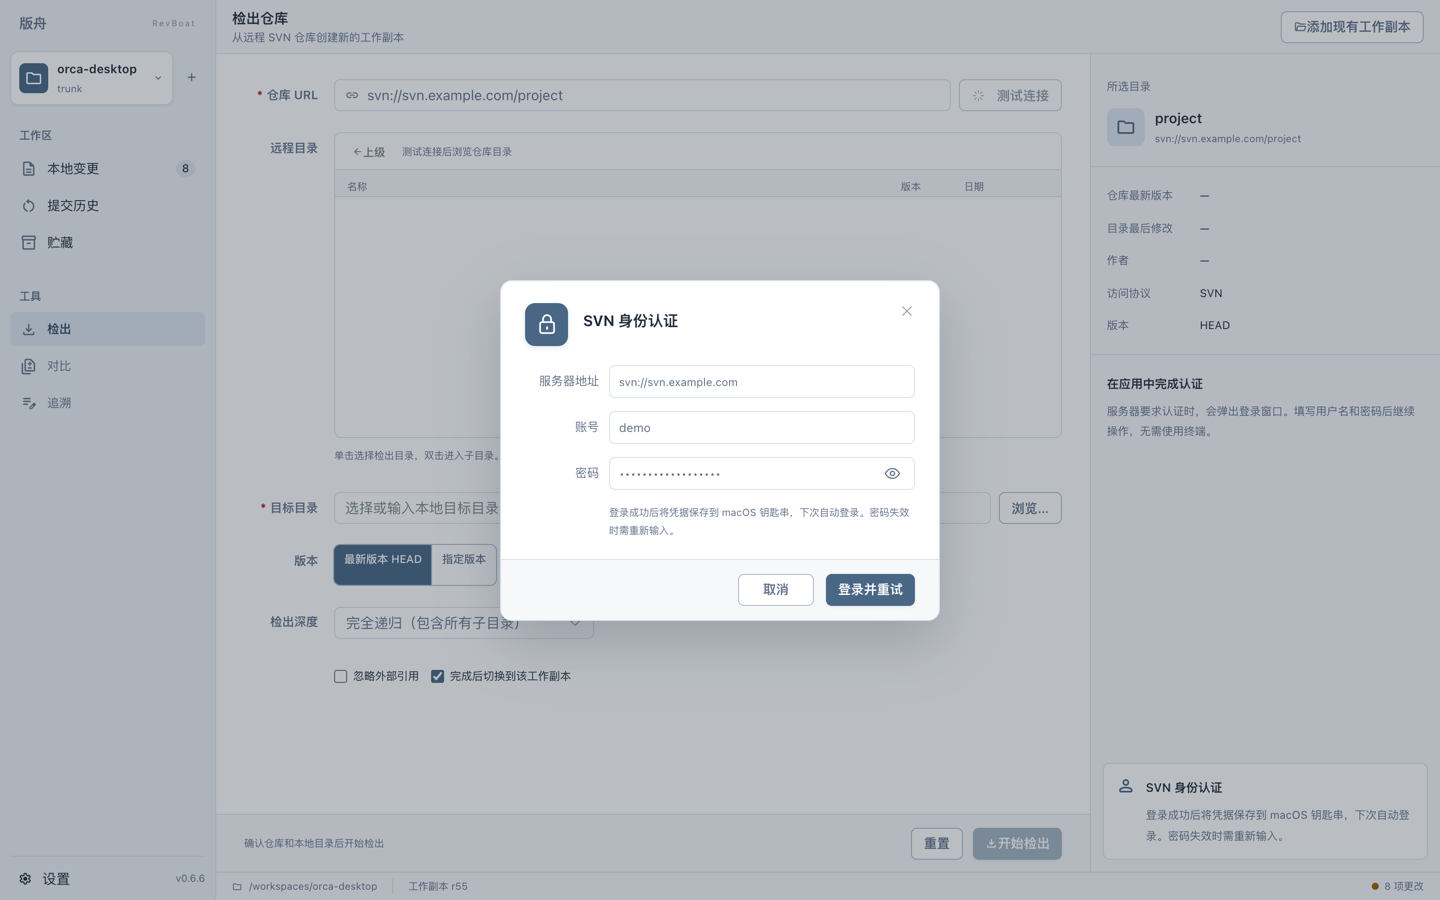 版舟
RevBoat
orca-desktop
trunk
工作区
本地变更
8
提交历史
贮藏
工具
检出
对比
追溯
设置
v0.6.6
检出仓库
从远程 SVN 仓库创建新的工作副本
添加现有工作副本
* 仓库 URL
svn://svn.example.com/project
测试连接
远程目录
上级
测试连接后浏览仓库目录
名称
版本
日期
单击选择检出目录，双击进入子目录。
* 目标目录
选择或输入本地目标目录
浏览...
版本
最新版本 HEAD
指定版本
检出深度
完全递归（包含所有子目录）
忽略外部引用
完成后切换到该工作副本
确认仓库和本地目录后开始检出
重置
开始检出
/workspaces/orca-desktop
工作副本 r55
8 项更改
所选目录
project
svn://svn.example.com/project
仓库最新版本
—
目录最后修改
—
作者
—
访问协议
SVN
版本
HEAD
在应用中完成认证
服务器要求认证时，会弹出登录窗口。填写用户名和密码后继续
操作，无需使用终端。
SVN 身份认证
登录成功后将凭据保存到 macOS 钥匙串，下次自动登
录。密码失效时需重新输入。
SVN 身份认证
服务器地址
svn://svn.example.com
账号
demo
密码
••••••••••••••••••
登录成功后将凭据保存到 macOS 钥匙串，下次自动登录。密码失效
时需重新输入。
取消
登录并重试